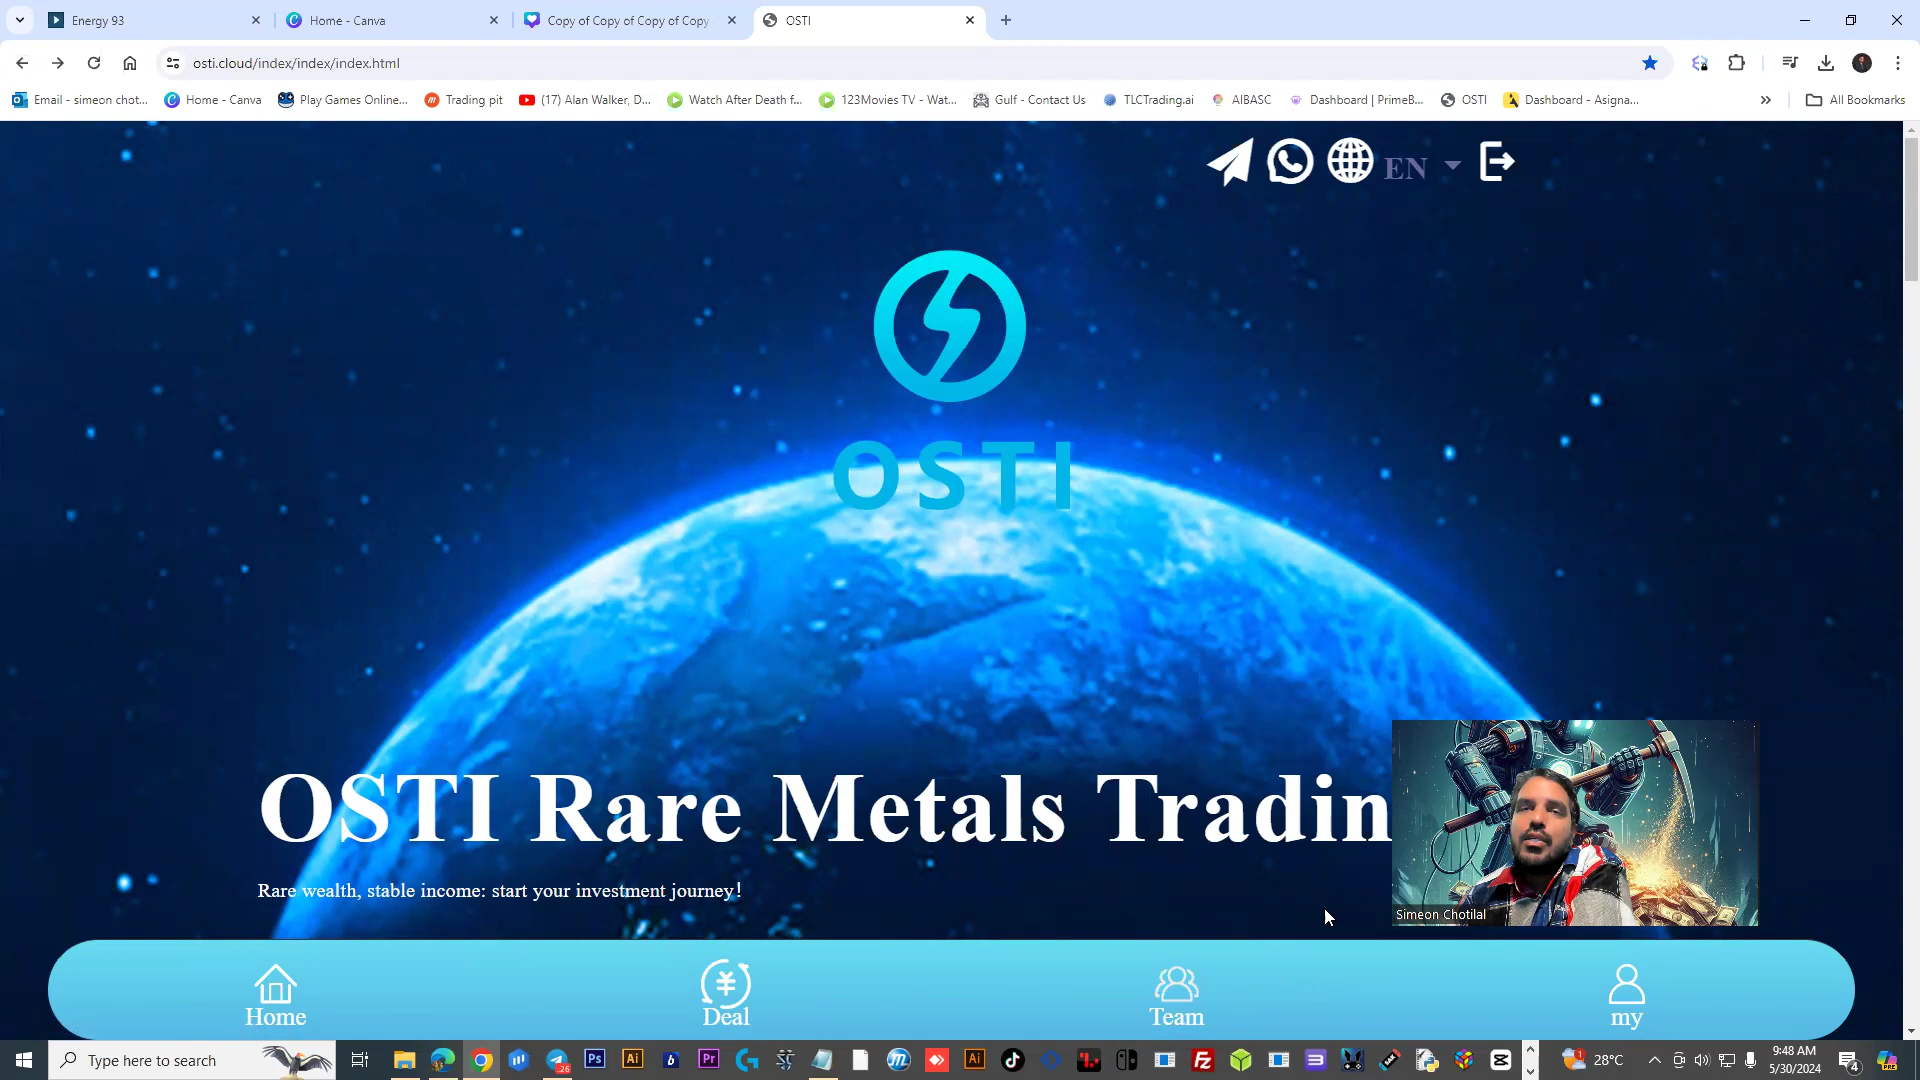 Energy 93
Home - Canva
Copy of Copy of Copy of Copy
OSTI
osti.cloud/index/index/index.html
Email - simeon chot...
Home - Canva
Play Games Online...
Trading pit
(17) Alan Walker, D...
Watch After Death f...
123Movies TV - Wat...
Gulf - Contact Us
TLCTrading.ai
AIBASC
Dashboard | PrimeB...
OSTI
Dashboard - Asigna...
All Bookmarks
EN
OSTI
OSTI Rare Metals Tradin
Rare wealth, stable income: start your investment journey!
Simeon Chotilal
Home
Deal
Team
my
Type here to search
28°C
9:48 AM
5/30/2024